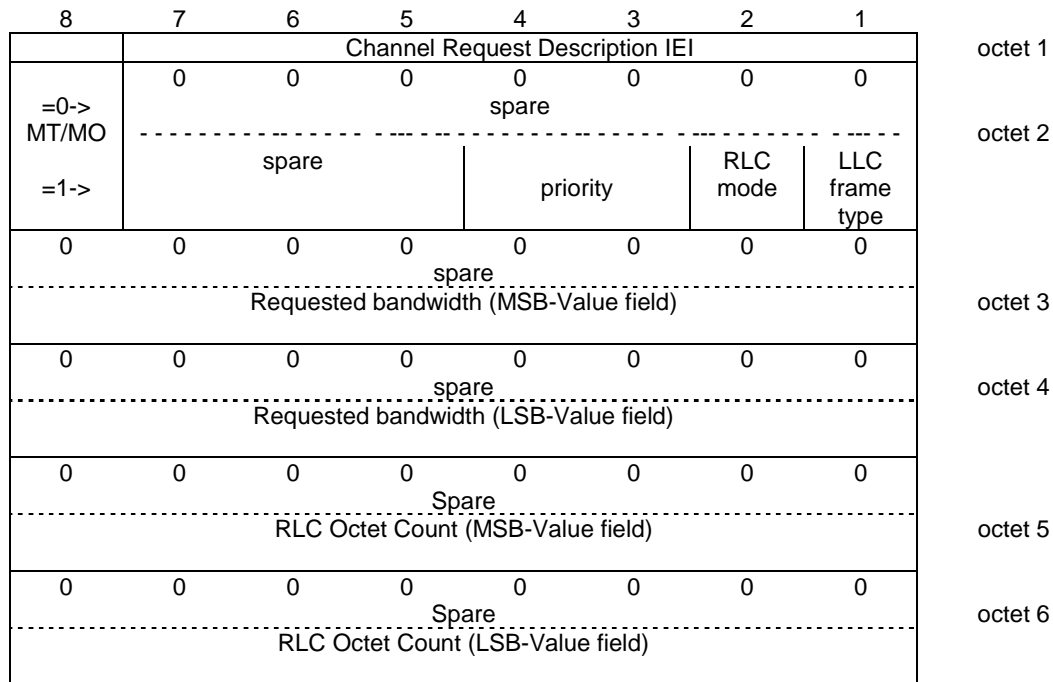 8 7 6 5 4 3 2 1
Channel Request Description IEI octet 1
0 0 0 0 0 0 0
=0-> spare
MT/MO octet 2
spare RLC LLC
=1-> priority mode frame
type
0 0 0 0 0 0 0 0
spare
Requested bandwidth (MSB-Value field) octet 3
0 0 0 0 0 0 0 0
spare octet 4
Requested bandwidth (LSB-Value field)
0 0 0 0 0 0 0 0
Spare
RLC Octet Count (MSB-Value field) octet 5
0 0 0 0 0 0 0 0
Spare octet 6
RLC Octet Count (LSB-Value field)